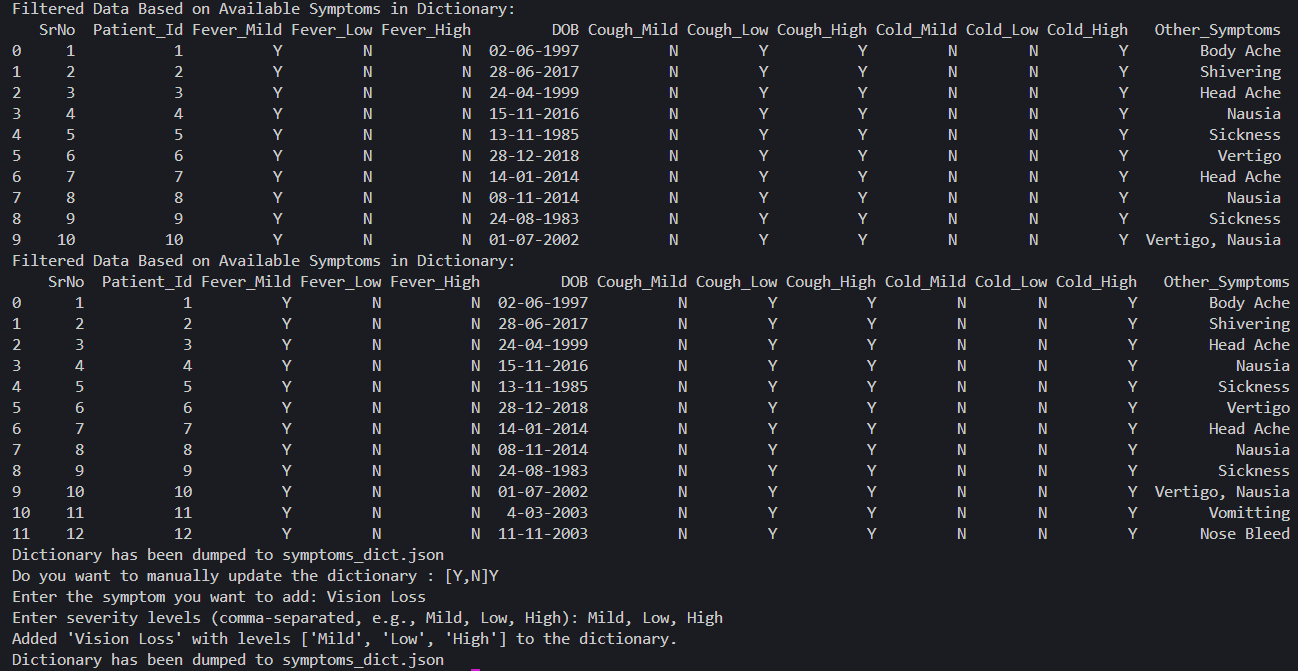 Filtered Data Based on Available Symptoms in Dictionary:
   SrNo  Patient_Id Fever_Mild Fever_Low Fever_High         DOB Cough_Mild Cough_Low Cough_High Cold_Mild Cold_Low Cold_High   Other_Symptoms
0     1           1          Y         N          N  02-06-1997          N         Y          Y         N        N         Y        Body Ache
1     2           2          Y         N          N  28-06-2017          N         Y          Y         N        N         Y        Shivering
2     3           3          Y         N          N  24-04-1999          N         Y          Y         N        N         Y        Head Ache
3     4           4          Y         N          N  15-11-2016          N         Y          Y         N        N         Y           Nausia
4     5           5          Y         N          N  13-11-1985          N         Y          Y         N        N         Y         Sickness
5     6           6          Y         N          N  28-12-2018          N         Y          Y         N        N         Y          Vertigo
6     7           7          Y         N          N  14-01-2014          N         Y          Y         N        N         Y        Head Ache
7     8           8          Y         N          N  08-11-2014          N         Y          Y         N        N         Y           Nausia
8     9           9          Y         N          N  24-08-1983          N         Y          Y         N        N         Y         Sickness
9    10          10          Y         N          N  01-07-2002          N         Y          Y         N        N         Y  Vertigo, Nausia
Filtered Data Based on Available Symptoms in Dictionary:
    SrNo  Patient_Id Fever_Mild Fever_Low Fever_High         DOB Cough_Mild Cough_Low Cough_High Cold_Mild Cold_Low Cold_High   Other_Symptoms
0      1           1          Y         N          N  02-06-1997          N         Y          Y         N        N         Y        Body Ache
1      2           2          Y         N          N  28-06-2017          N         Y          Y         N        N         Y        Shivering
2      3           3          Y         N          N  24-04-1999          N         Y          Y         N        N         Y        Head Ache
3      4           4          Y         N          N  15-11-2016          N         Y          Y         N        N         Y           Nausia
4      5           5          Y         N          N  13-11-1985          N         Y          Y         N        N         Y         Sickness
5      6           6          Y         N          N  28-12-2018          N         Y          Y         N        N         Y          Vertigo
6      7           7          Y         N          N  14-01-2014          N         Y          Y         N        N         Y        Head Ache
7      8           8          Y         N          N  08-11-2014          N         Y          Y         N        N         Y           Nausia
8      9           9          Y         N          N  24-08-1983          N         Y          Y         N        N         Y         Sickness
9     10          10          Y         N          N  01-07-2002          N         Y          Y         N        N         Y  Vertigo, Nausia
10    11          11          Y         N          N   4-03-2003          N         Y          Y         N        N         Y        Vomitting
11    12          12          Y         N          N  11-11-2003          N         Y          Y         N        N         Y       Nose Bleed
Dictionary has been dumped to symptoms_dict.json
Do you want to manually update the dictionary : [Y,N]Y
Enter the symptom you want to add: Vision Loss
Enter severity levels (comma-separated, e.g., Mild, Low, High): Mild, Low, High
Added 'Vision Loss' with levels ['Mild', 'Low', 'High'] to the dictionary.
Dictionary has been dumped to symptoms_dict.json